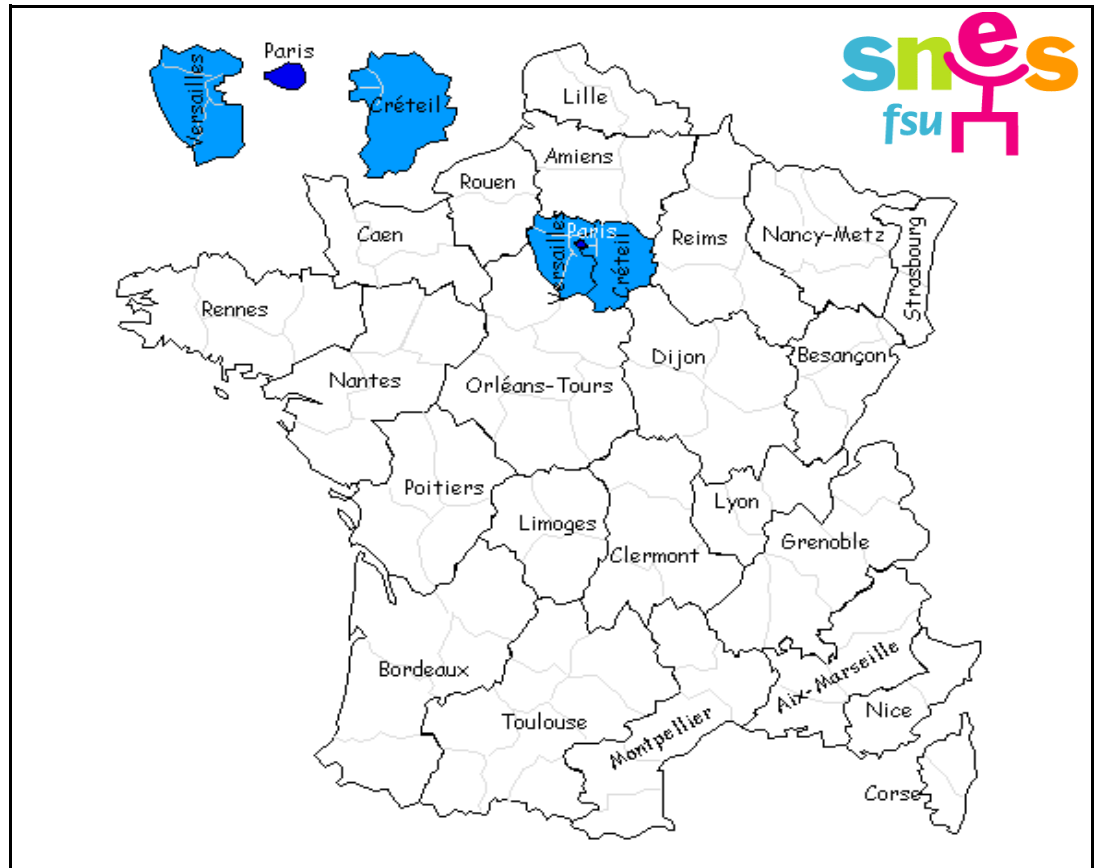 Paris
Versailles
Créteil
snes
fsu
Lille
Amiens
Rouen
Caen
Versailles
Paris
Créteil
Reims
Nancy-Metz
Strasbourg
Rennes
Nantes
Orléans-Tours
Dijon
Besançon
Poitiers
Limoges
Clermont
Lyon
Grenoble
Bordeaux
Toulouse
Montpellier
Aix-Marseille
Nice
Corse